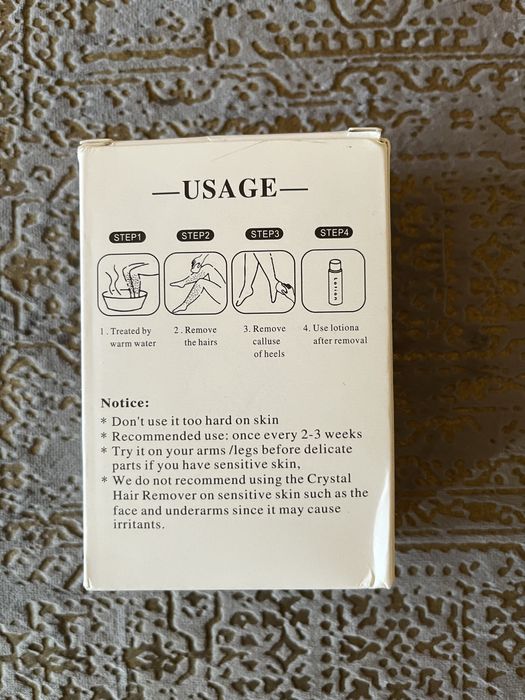 —USAGE—
STEP1 STEP2 STEP3 STEP4
LOTION
1 . Treated by 2 . Remove 3. Remove 4. Use lotiona
warm water the hairs calluse after removal
of heels
Notice:
* Don't use it too hard on skin
* Recommended use: once every 2-3 weeks
* Try it on your arms /legs before delicate
parts if you have sensitive skin,
* We do not recommend using the Crystal
Hair Remover on sensitive skin such as the
face and underarms since it may cause
irritants.